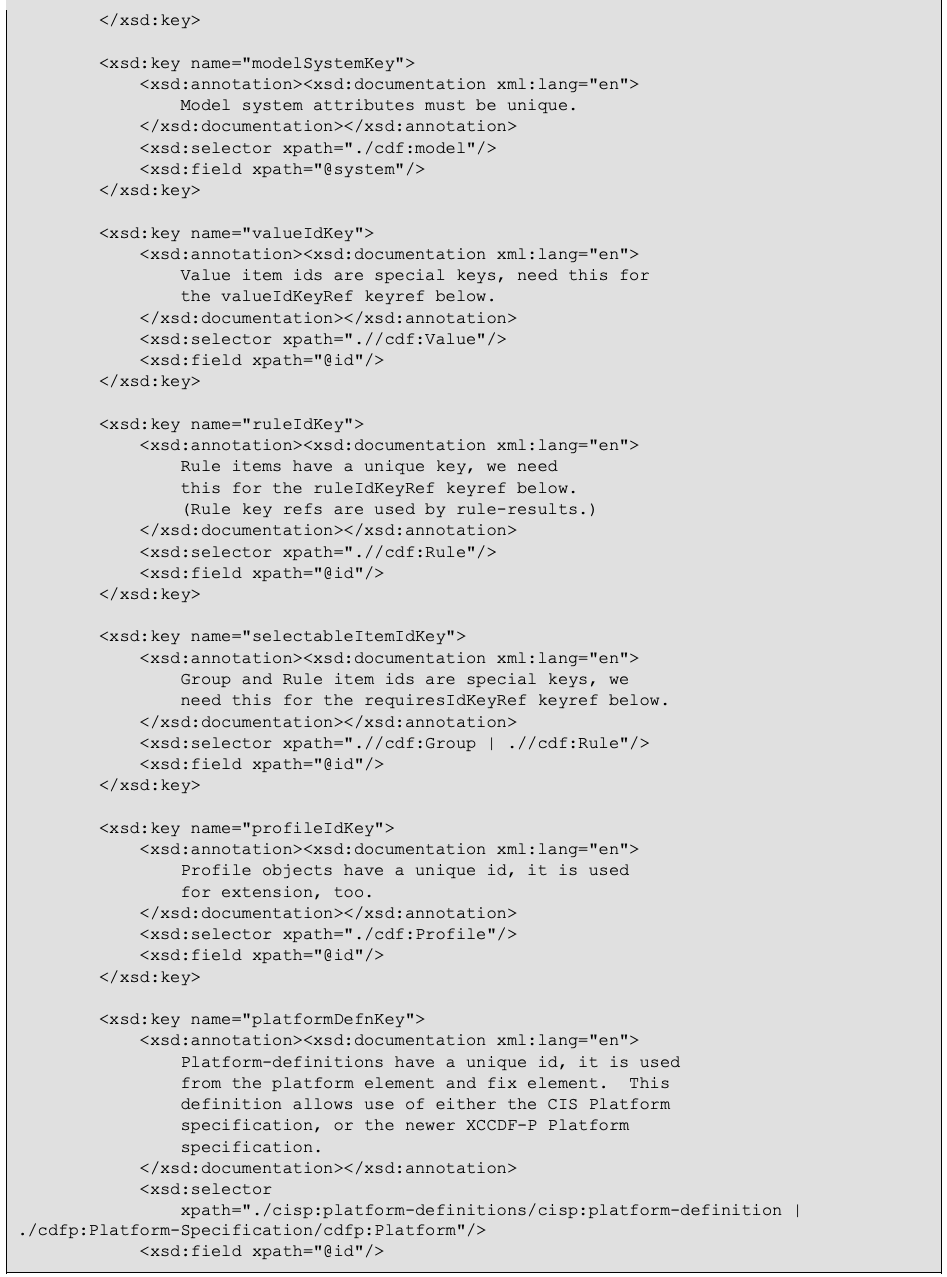 </xsd:key>
<xsd:key name="modelSystemKey">
<xsd:annotation><xsd:documentation xml:lang="en">
Model system attributes must be unique.
</xsd:documentation></xsd:annotation>
<xsd:selector xpath="./cdf:model"/>
<xsd:field xpath="@system"/>
</xsd:key>
<xsd:key name="valueIdKey">
<xsd:annotation><xsd:documentation xml:lang="en">
Value item ids are special keys, need this for
the valueIdKeyRef keyref below.
</xsd:documentation></xsd:annotation>
<xsd:selector xpath=".//cdf:Value"/>
<xsd:field xpath="@id"/>
</xsd:key>
<xsd:key name="ruleIdKey">
<xsd:annotation><xsd:documentation xml:lang="en">
Rule items have a unique key, we need
this for the ruleIdKeyRef keyref below.
(Rule key refs are used by rule-results.)
</xsd:documentation></xsd:annotation>
<xsd:selector xpath=".//cdf:Rule"/>
<xsd:field xpath="@id"/>
</xsd:key>
<xsd:key name="selectableItemIdKey">
<xsd:annotation><xsd:documentation xml:lang="en">
Group and Rule item ids are special keys, we
need this for the requiresIdKeyRef keyref below.
</xsd:documentation></xsd:annotation>
<xsd:selector xpath=".//cdf:Group | .//cdf:Rule"/>
<xsd:field xpath="@id"/>
</xsd:key>
<xsd:key name="profileIdKey">
<xsd:annotation><xsd:documentation xml:lang="en">
Profile objects have a unique id, it is used
for extension, too.
</xsd:documentation></xsd:annotation>
<xsd:selector xpath="./cdf:Profile"/>
<xsd:field xpath="@id"/>
</xsd:key>
<xsd:key name="platformDefnKey">
<xsd:annotation><xsd:documentation xml:lang="en">
Platform-definitions have a unique id, it is used
from the platform element and fix element.  This
definition allows use of either the CIS Platform
specification, or the newer XCCDF-P Platform
specification.
</xsd:documentation></xsd:annotation>
<xsd:selector
xpath="./cisp:platform-definitions/cisp:platform-definition |
./cdfp:Platform-Specification/cdfp:Platform"/>
<xsd:field xpath="@id"/>